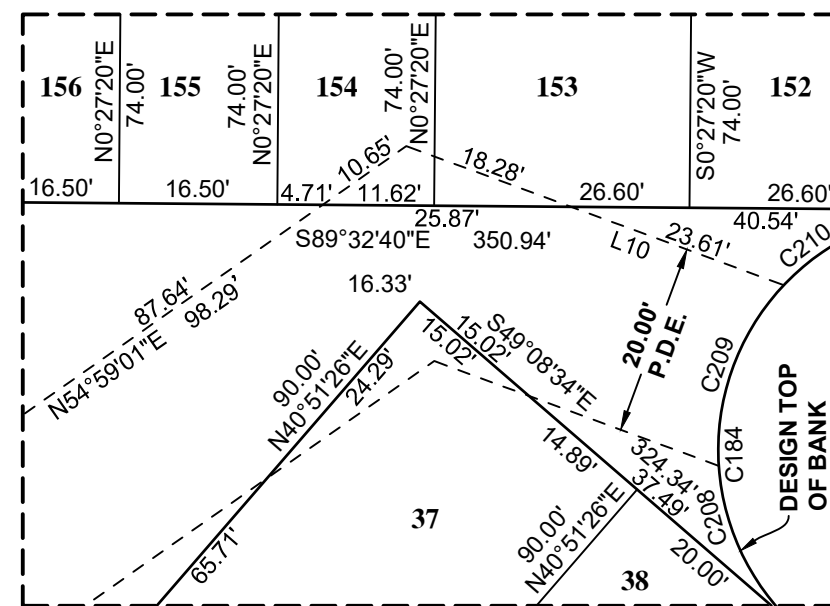 156
N0°27'20"E
74.00'
155
74.00'
N0°27'20"E
154
74.00'
N0°27'20"E
153
S0°27'20"W
74.00'
152
10.65'
18.28'
16.50'
16.50'
4.71'
11.62'
26.60'
26.60'
25.87'
40.54'
S89°32'40"E
350.94'
L10
23.61'
C210
87.64'
N54°59'01"E
98.29'
16.33'
20.00'
P.D.E.
15.02'
15.02'
S49°08'34"E
C209
90.00'
N40°51'26"E
24.29'
14.89'
324.34'
37.49'
C184
C208
DESIGN TOP
OF BANK
37
65.71'
90.00'
N40°51'26"E
20.00'
38